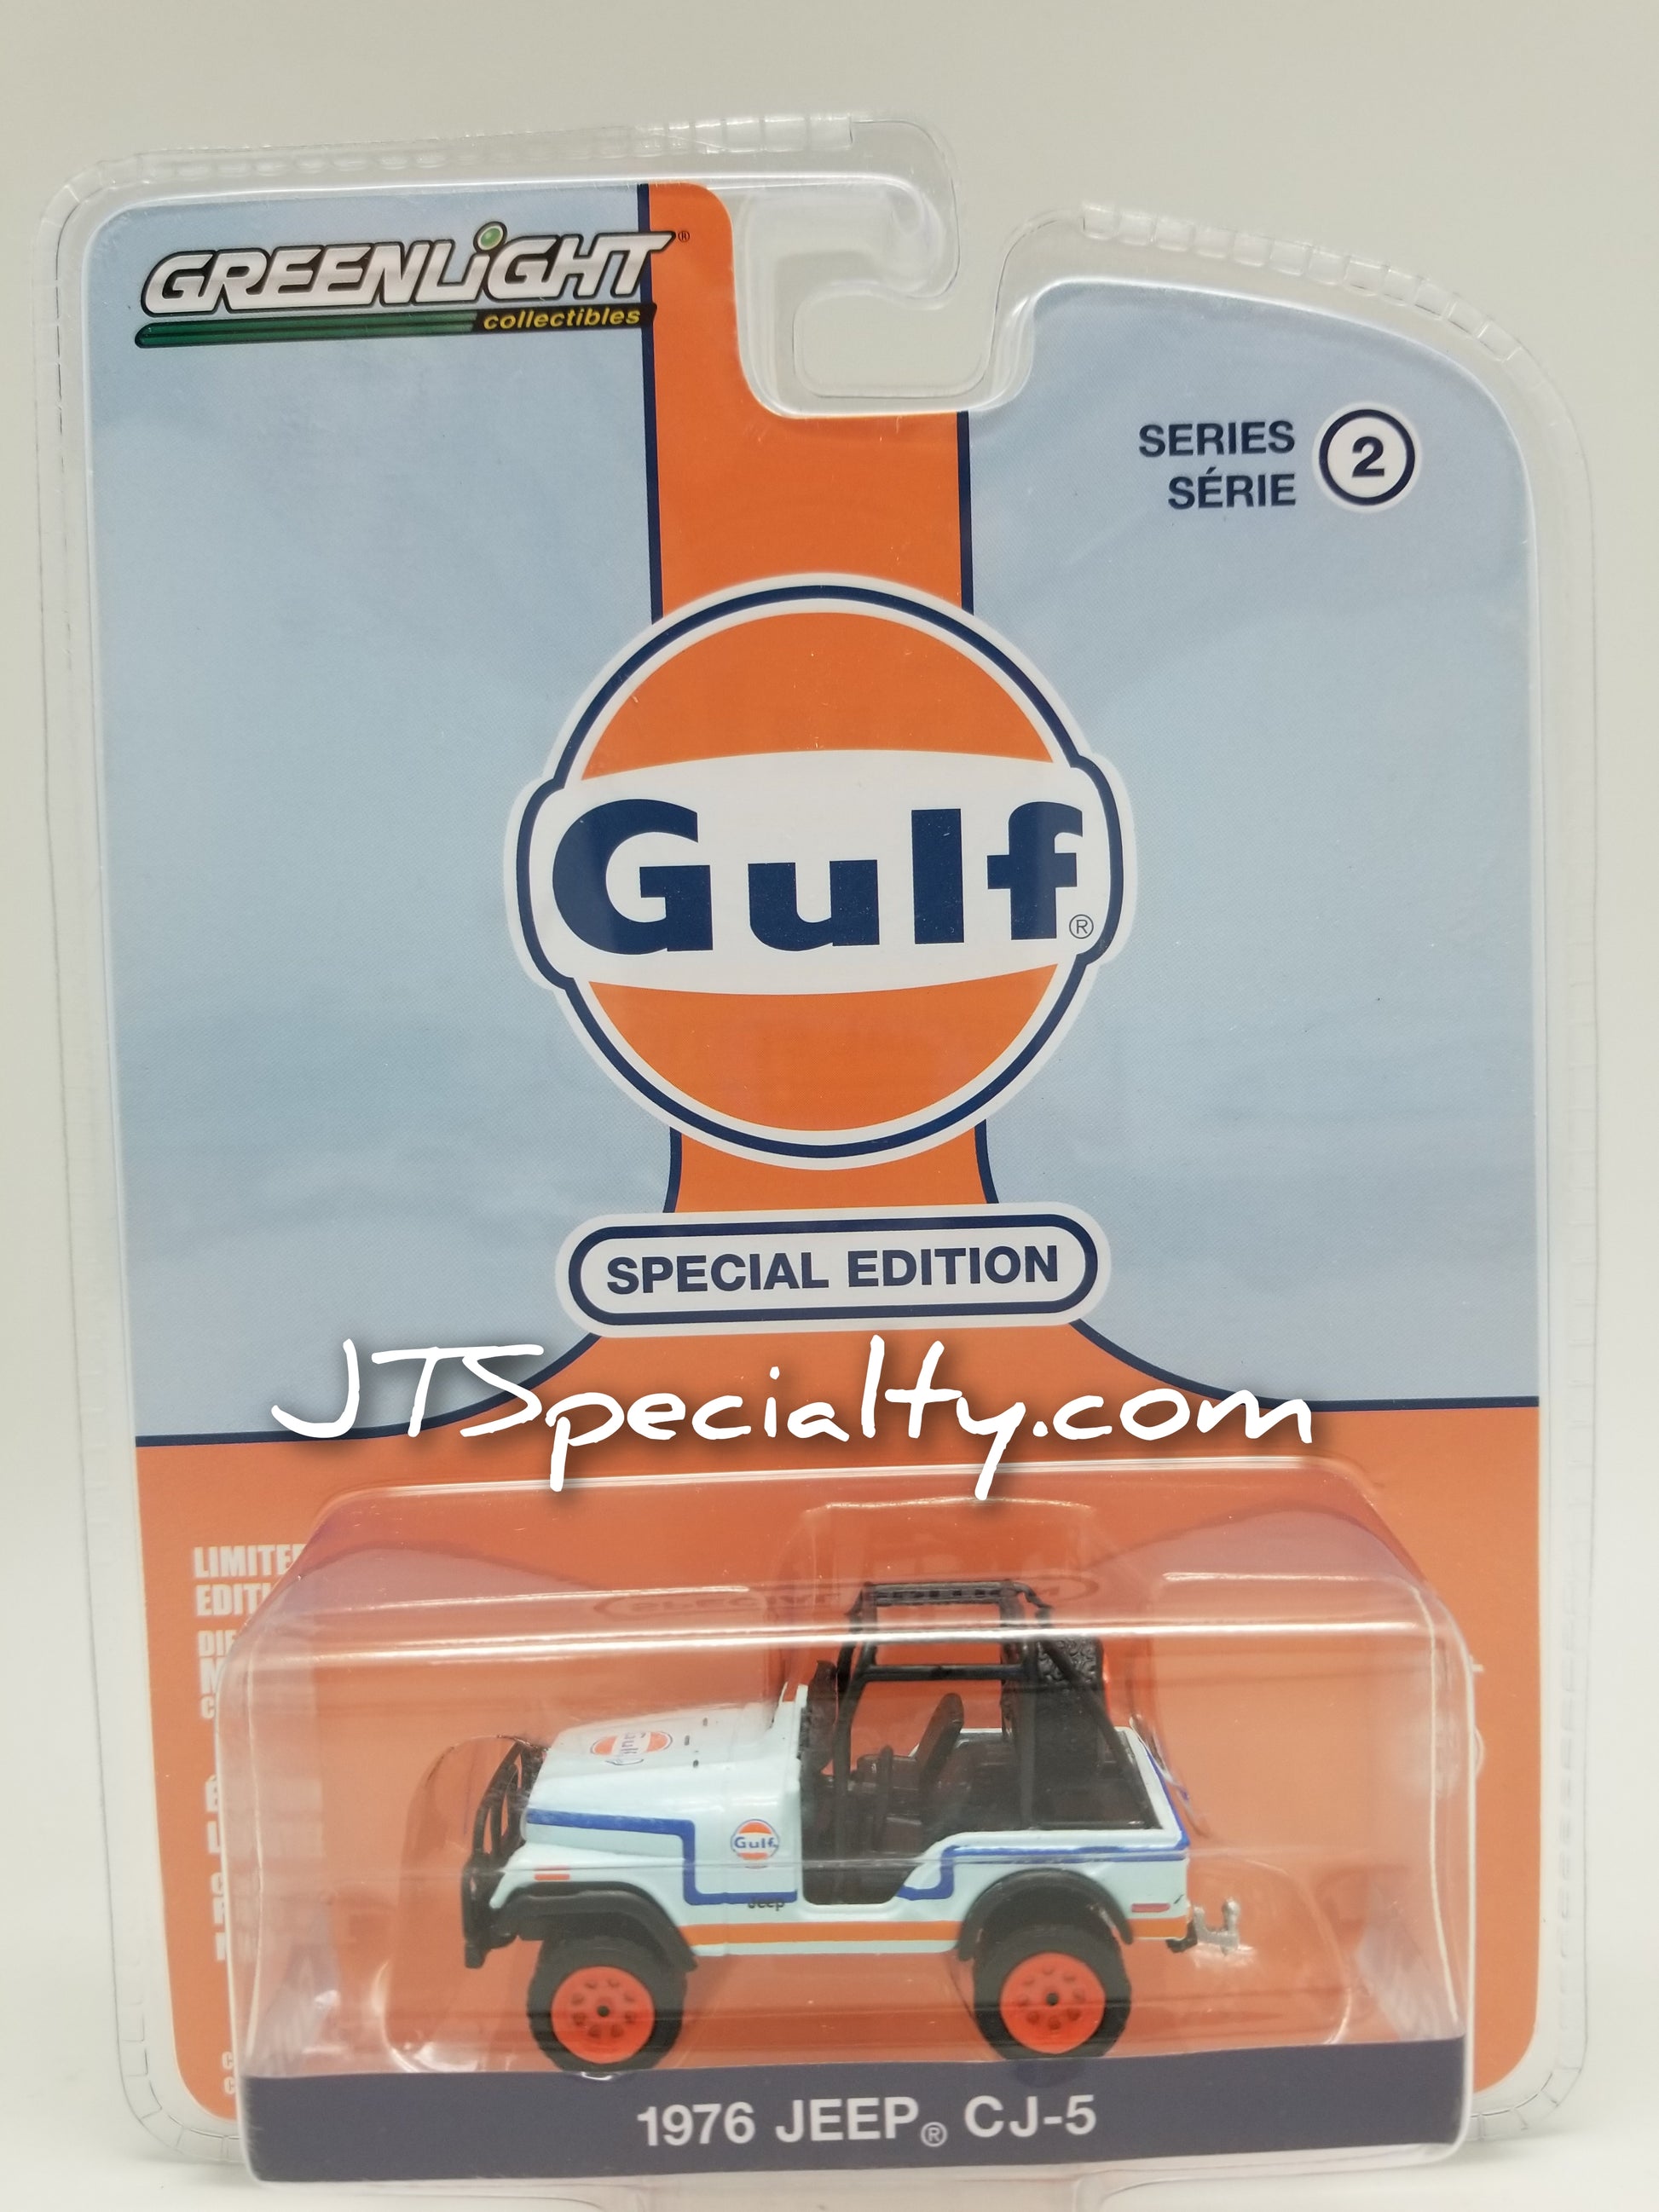 GREENLIGHT®
collectibles
SERIES
SÉRIE
2
Gulf®
SPECIAL EDITION
JTSpecialty.com
Gulf
Gulf
Jeep
1976 JEEP® CJ-5